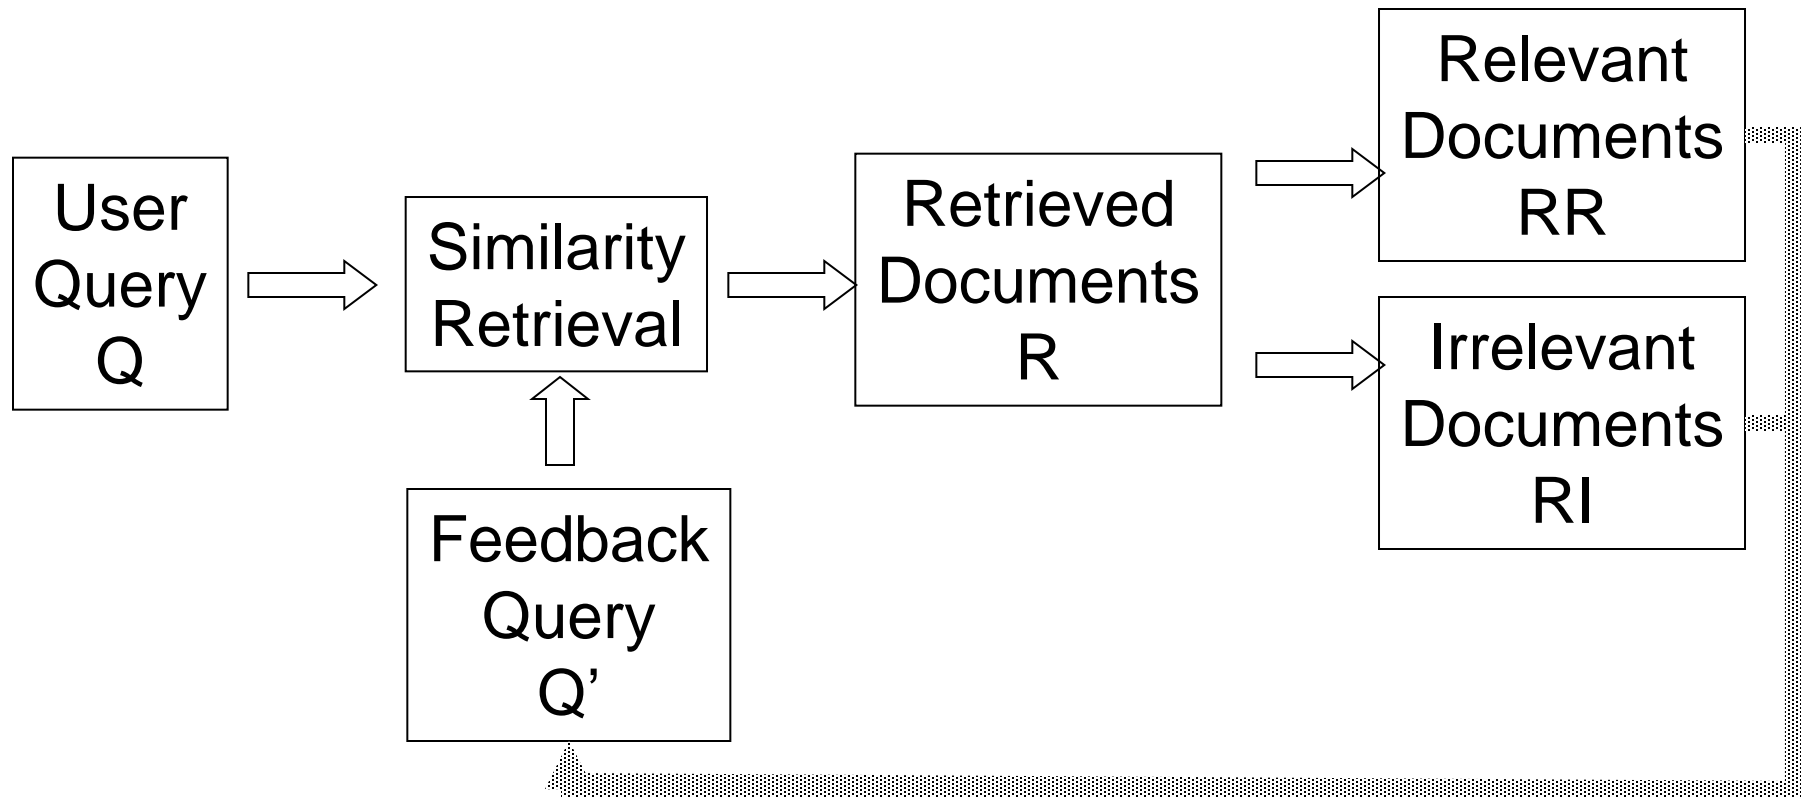 User
Query
Q
Similarity
Retrieval
Retrieved
Documents
R
Relevant
Documents
RR
Irrelevant
Documents
RI
Feedback
Query
Q’